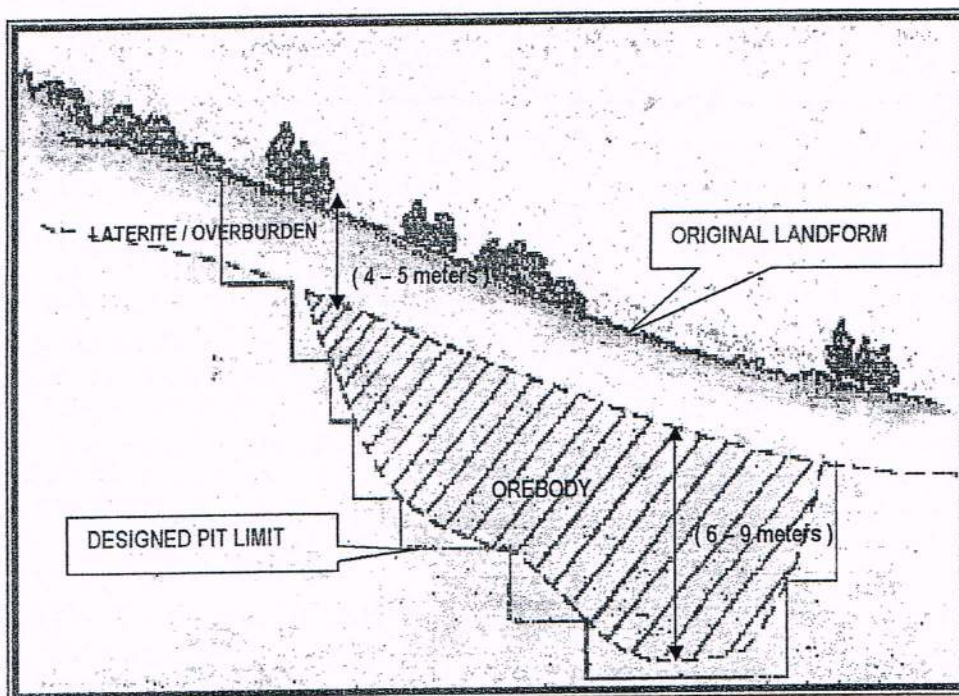 LATERITE / OVERBURDEN
ORIGINAL LANDFORM
( 4 – 5 meters )
OREBODY
( 6 – 9 meters )
DESIGNED PIT LIMIT